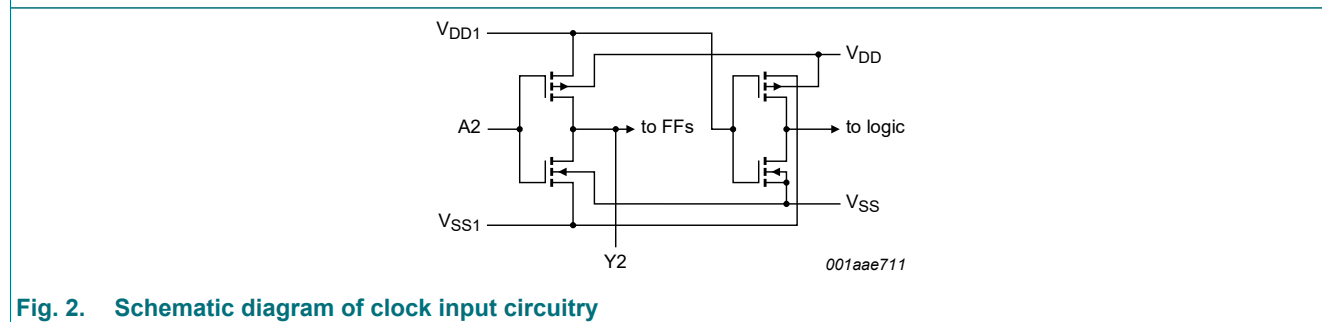 VDD1
VDD
A2
to FFs
to logic
VSS
VSS1
Y2
001aae711
Fig. 2. Schematic diagram of clock input circuitry